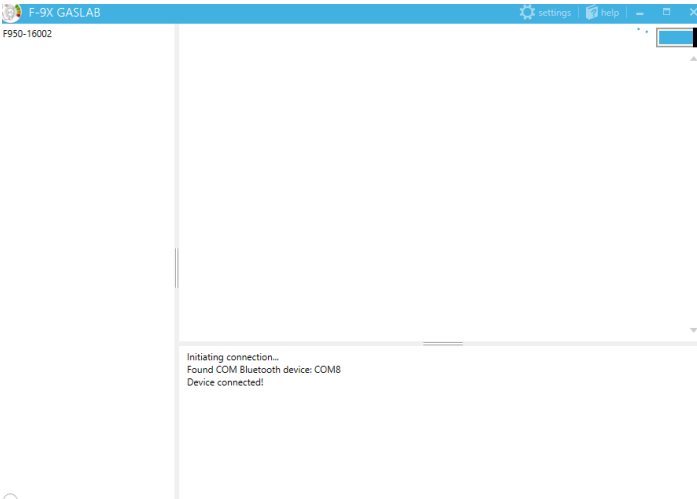 F-9X GASLAB
settings
help
F950-16002
Initiating connection...
Found COM Bluetooth device: COM8
Device connected!